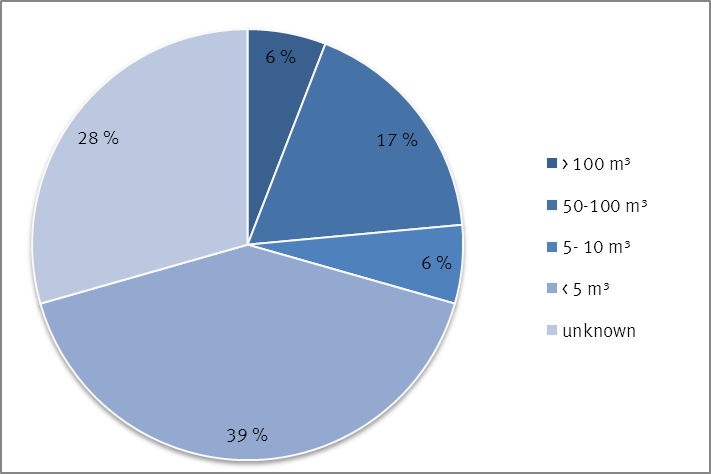 6 %
17 %
28 %
6 %
39 %
> 100 m³
50-100 m³
5- 10 m³
< 5 m³
unknown